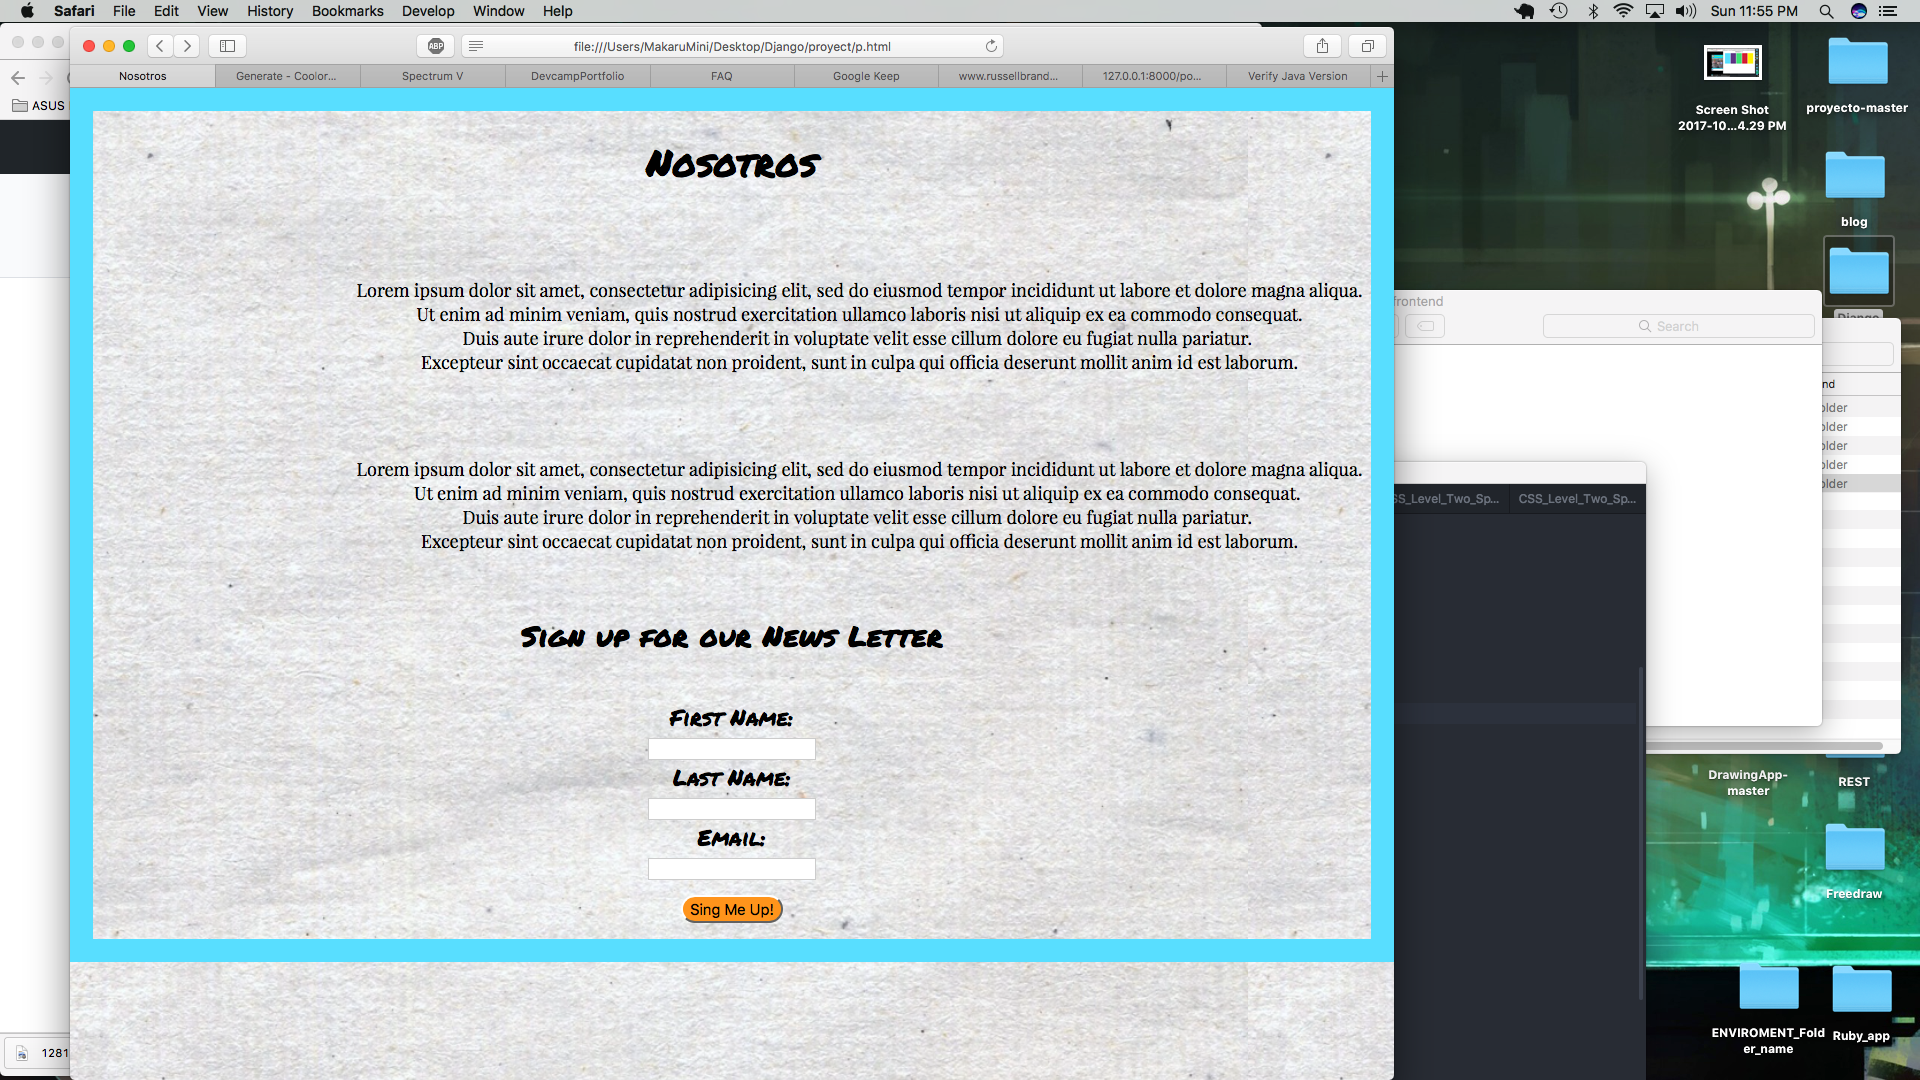 Safari File Edit View History Bookmarks Develop Window Help
Sun 11:55 PM
ABP
file:///Users/MakaruMini/Desktop/Django/proyect/p.html
Nosotros
Generate - Coolor...
Spectrum V
DevcampPortfolio
FAQ
Google Keep
www.russellbrand...
127.0.0.1:8000/po...
Verify Java Version
ASUS
Nosotros
Lorem ipsum dolor sit amet, consectetur adipisicing elit, sed do eiusmod tempor incididunt ut labore et dolore magna aliqua.
Ut enim ad minim veniam, quis nostrud exercitation ullamco laboris nisi ut aliquip ex ea commodo consequat.
Duis aute irure dolor in reprehenderit in voluptate velit esse cillum dolore eu fugiat nulla pariatur.
Excepteur sint occaecat cupidatat non proident, sunt in culpa qui officia deserunt mollit anim id est laborum.
Lorem ipsum dolor sit amet, consectetur adipisicing elit, sed do eiusmod tempor incididunt ut labore et dolore magna aliqua.
Ut enim ad minim veniam, quis nostrud exercitation ullamco laboris nisi ut aliquip ex ea commodo consequat.
Duis aute irure dolor in reprehenderit in voluptate velit esse cillum dolore eu fugiat nulla pariatur.
Excepteur sint occaecat cupidatat non proident, sunt in culpa qui officia deserunt mollit anim id est laborum.
Sign up for our News Letter
First Name:
Last Name:
Email:
Sing Me Up!
1281
Screen Shot
2017-10...4.29 PM
proyecto-master
blog
frontend
Search
nd
older
older
older
older
older
SS_Level_Two_Sp...
CSS_Level_Two_Sp...
DrawingApp-
master
REST
Freedraw
ENVIROMENT_Fold
er_name
Ruby_app